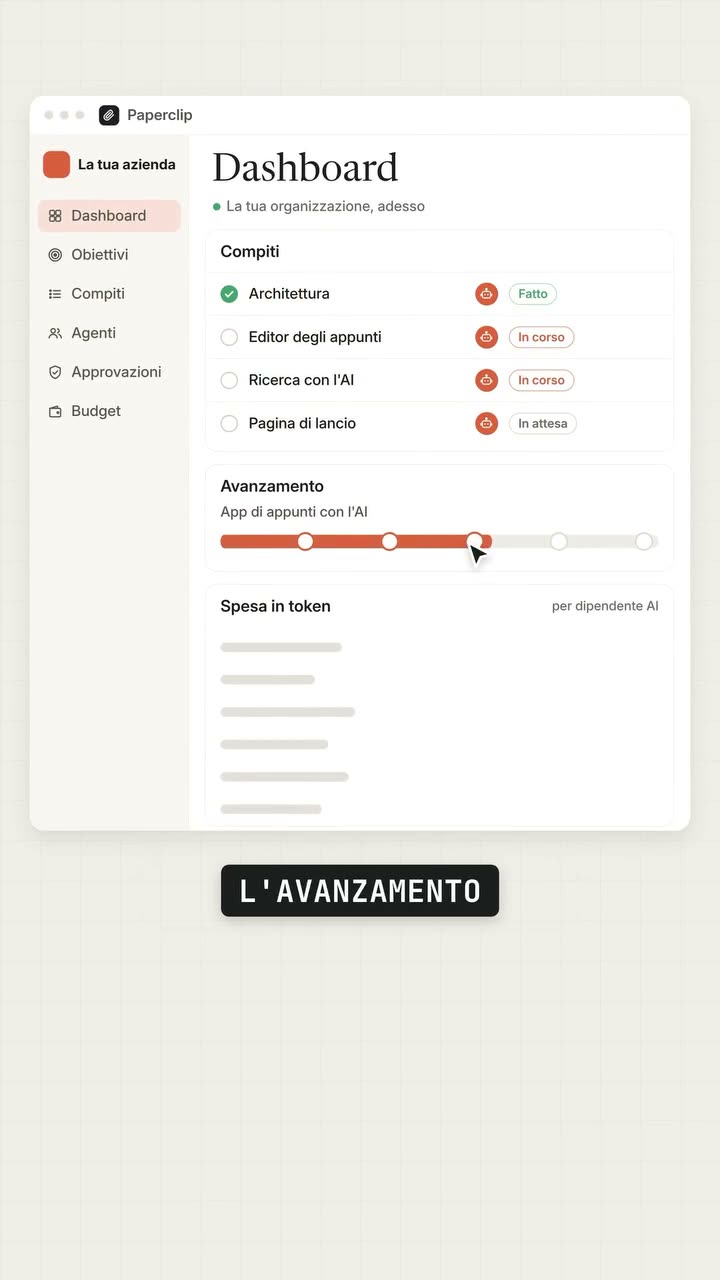 Paperclip
La tua azienda
Dashboard
Obiettivi
Compiti
Agenti
Approvazioni
Budget
Dashboard
La tua organizzazione, adesso
Compiti
Architettura Fatto
Editor degli appunti In corso
Ricerca con l'AI In corso
Pagina di lancio In attesa
Avanzamento
App di appunti con l'AI
Spesa in token per dipendente AI
L'AVANZAMENTO